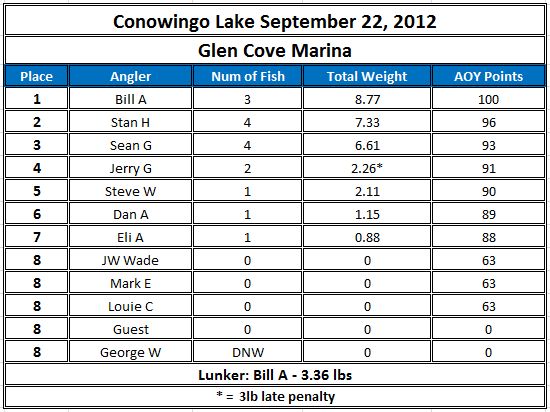 Conowingo Lake September 22, 2012
Glen Cove Marina
Place Angler Num of Fish Total Weight AOY Points
1 Bill A 3 8.77 100
2 Stan H 4 7.33 96
3 Sean G 4 6.61 93
4 Jerry G 2 2.26* 91
5 Steve W 1 2.11 90
6 Dan A 1 1.15 89
7 Eli A 1 0.88 88
8 JW Wade 0 0 63
8 Mark E 0 0 63
8 Louie C 0 0 63
8 Guest 0 0 0
8 George W DNW 0 0
Lunker: Bill A - 3.36 lbs
* = 3lb late penalty